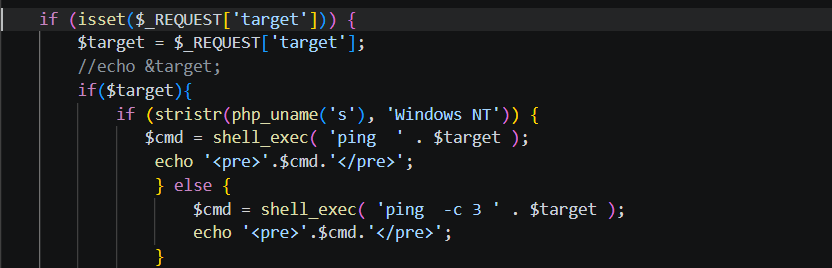 if (isset($_REQUEST['target'])) {
$target = $_REQUEST['target'];
//echo &target;
if($target){
if (stristr(php_uname('s'), 'Windows NT')) {
$cmd = shell_exec( 'ping  ' . $target );
echo '<pre>'.$cmd.'</pre>';
} else {
$cmd = shell_exec( 'ping  -c 3 ' . $target );
echo '<pre>'.$cmd.'</pre>';
}